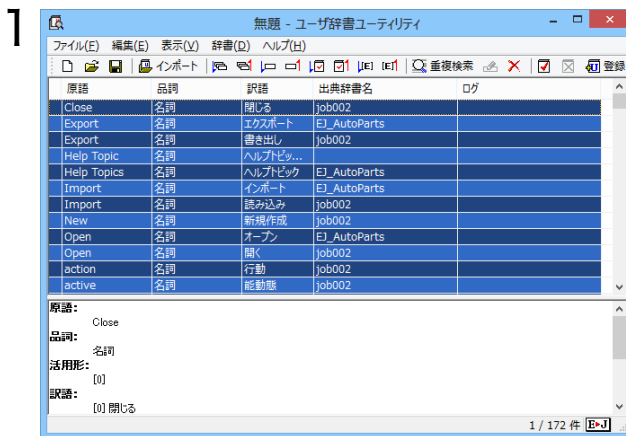 1
無題 - ユーザ辞書ユーティリティ
ファイル(F) 編集(E) 表示(V) 辞書(D) ヘルプ(H)
インポート 重複検索 登録
原語 品詞 訳語 出典辞書名 ログ
Close 名詞 閉じる job002
Export 名詞 エクスポート EJ_AutoParts
Export 名詞 書き出し job002
Help Topic 名詞 ヘルプトピッ...
Help Topics 名詞 ヘルプトピック EJ_AutoParts
Import 名詞 インポート EJ_AutoParts
Import 名詞 読み込み job002
New 名詞 新規作成 job002
Open 名詞 オープン EJ_AutoParts
Open 名詞 開く job002
action 名詞 行動 job002
active 名詞 能動態 job002
原語:
Close
品詞:
名詞
活用形:
[0]
訳語:
[0] 閉じる
1 / 172 件 E▸J